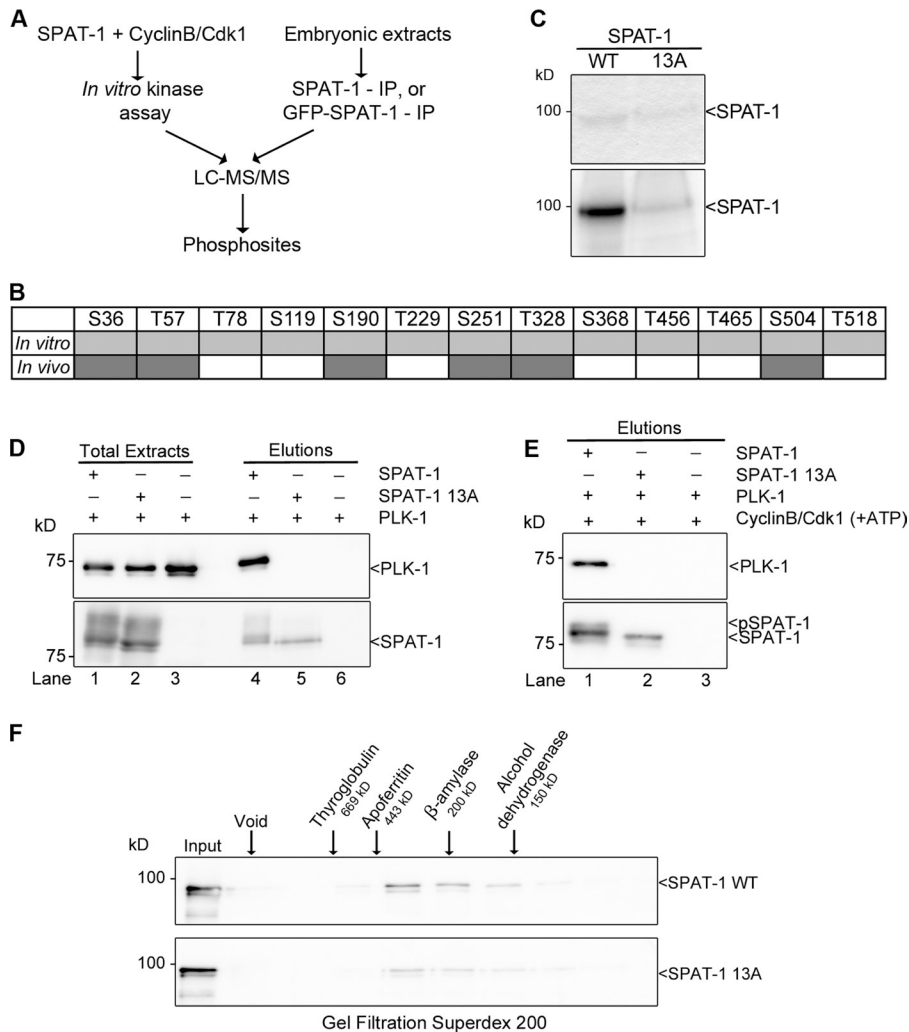 A
SPAT-1 + CyclinB/Cdk1
Embryonic extracts
In vitro kinase
assay
SPAT-1 - IP, or
GFP-SPAT-1 - IP
LC-MS/MS
Phosphosites
C
SPAT-1
WT 13A
kD
100
<SPAT-1
100
<SPAT-1
B
S36 T57 T78 S119 S190 T229 S251 T328 S368 T456 T465 S504 T518
In vitro
In vivo
D
Total Extracts
Elutions
+ – – + – – SPAT-1
– + – – + – SPAT-1 13A
+ + + + + + PLK-1
kD
75
<PLK-1
75
<SPAT-1
Lane 1 2 3 4 5 6
E
Elutions
+ – – SPAT-1
– + – SPAT-1 13A
+ + + PLK-1
kD + + + CyclinB/Cdk1 (+ATP)
75
<PLK-1
<pSPAT-1
75
<SPAT-1
Lane 1 2 3
F
Void
Thyroglobulin
669 kD
Apoferritin
443 kD
β-amylase
200 kD
Alcohol
dehydrogenase
150 kD
kD
Input
100
<SPAT-1 WT
100
<SPAT-1 13A
Gel Filtration Superdex 200